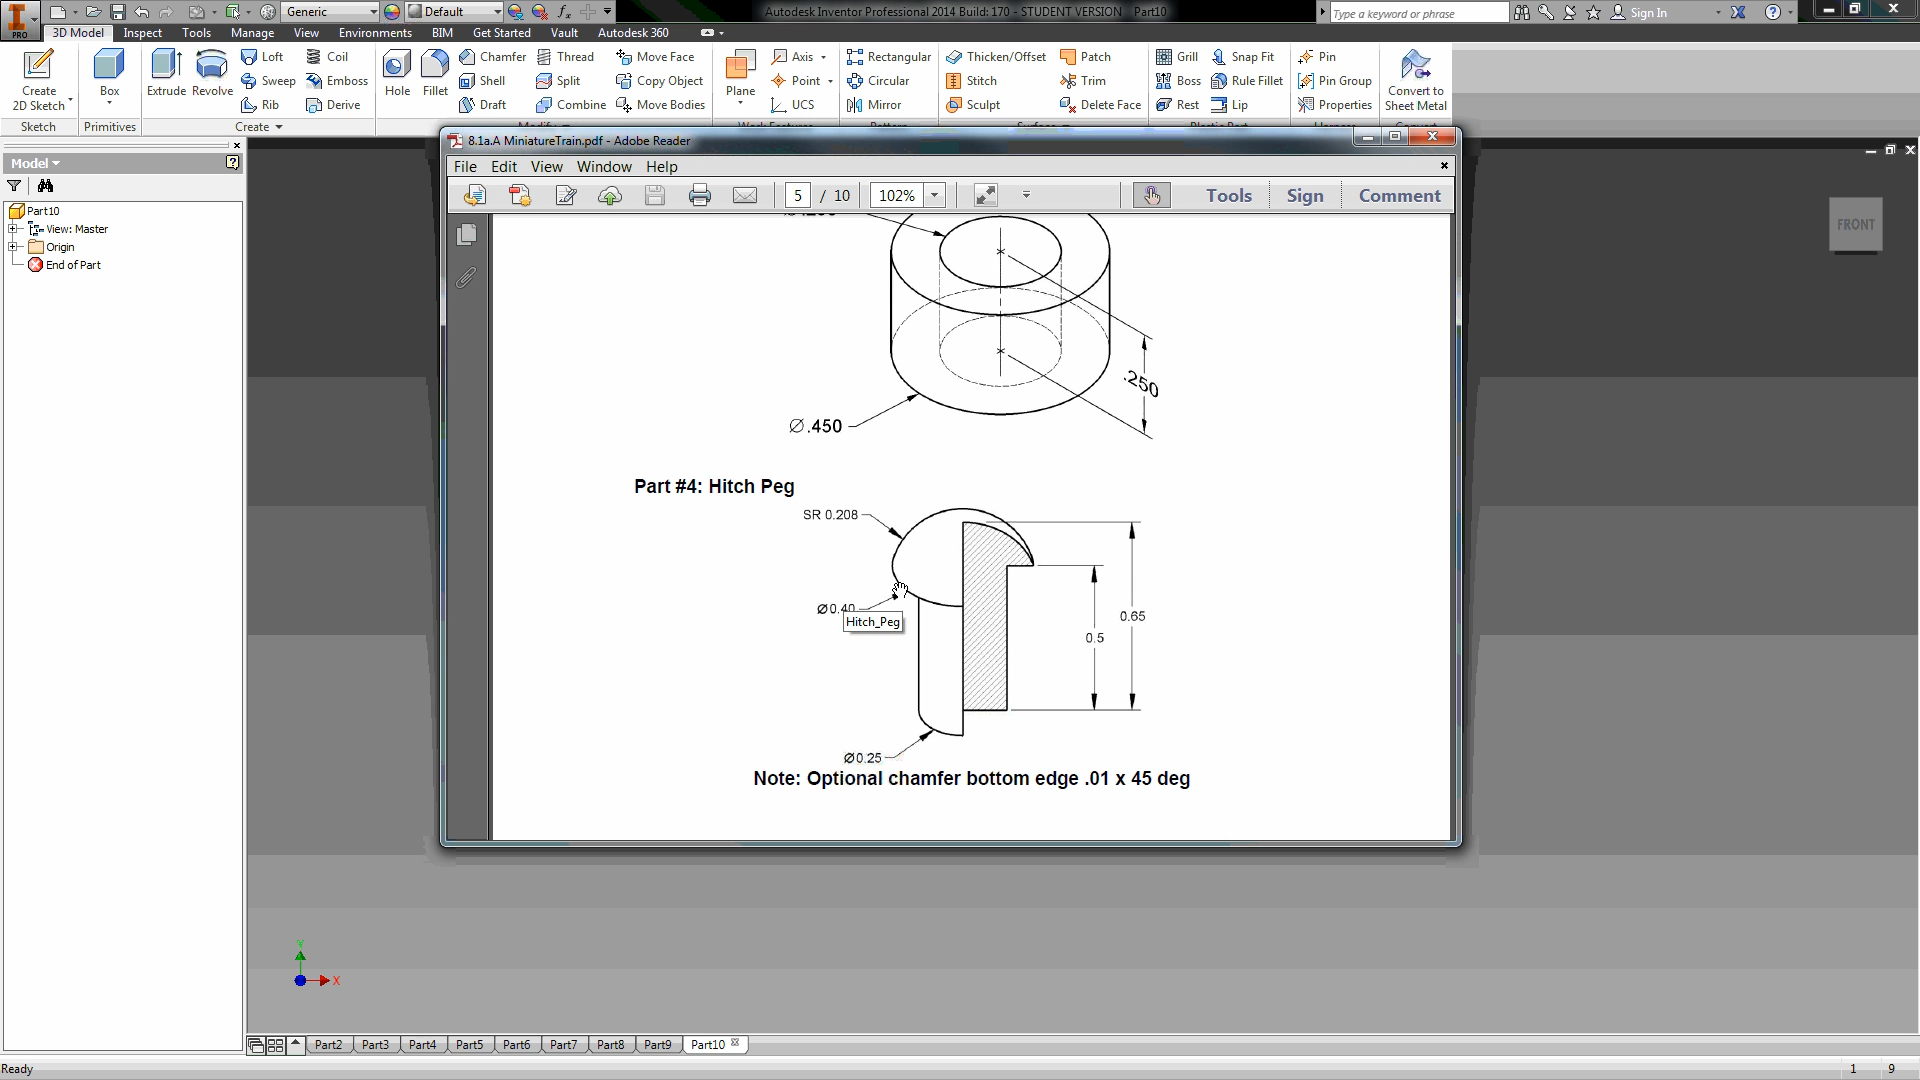 Generic
Default
Autodesk Inventor Professional 2014 Build: 170 - STUDENT VERSION Part10
Type a keyword or phrase
Sign In
PRO
3D Model Inspect Tools Manage View Environments BIM Get Started Vault Autodesk 360
Create
2D Sketch
Box
Extrude Revolve
Loft Coil
Sweep Emboss
Rib Derive
Hole Fillet
Chamfer Thread Move Face
Shell Split Copy Object
Draft Combine Move Bodies
Plane
Axis
Point
UCS
Rectangular
Circular
Mirror
Thicken/Offset Patch
Stitch Trim
Sculpt Delete Face
Grill Snap Fit
Boss Rule Fillet
Rest Lip
Pin
Pin Group
Properties
Convert to
Sheet Metal
Sketch Primitives Create
8.1a.A MiniatureTrain.pdf - Adobe Reader
File Edit View Window Help
5 / 10 102% Tools Sign Comment
Model
Part10
View: Master
Origin
End of Part
FRONT
.250
Ø.450
Part #4: Hitch Peg
SR 0.208
Ø0.40
Hitch_Peg
0.65
0.5
Ø0.25
Note: Optional chamfer bottom edge .01 x 45 deg
Y
X
Part2 Part3 Part4 Part5 Part6 Part7 Part8 Part9 Part10
Ready
1 9